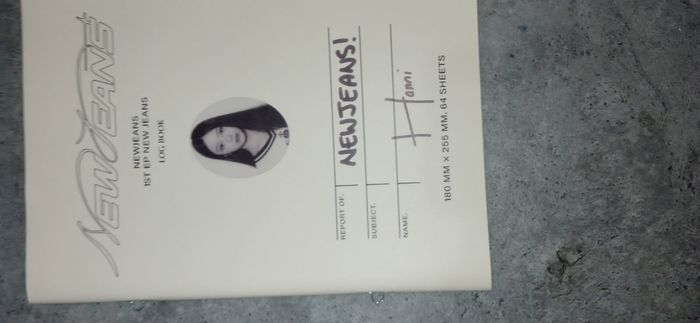 NEWJEANS
NEWJEANS
1ST EP NEW JEANS
LOG BOOK
REPORT OF. NEWJEANS!
SUBJECT.
NAME. Hanni
180 MM x 255 MM. 64 SHEETS